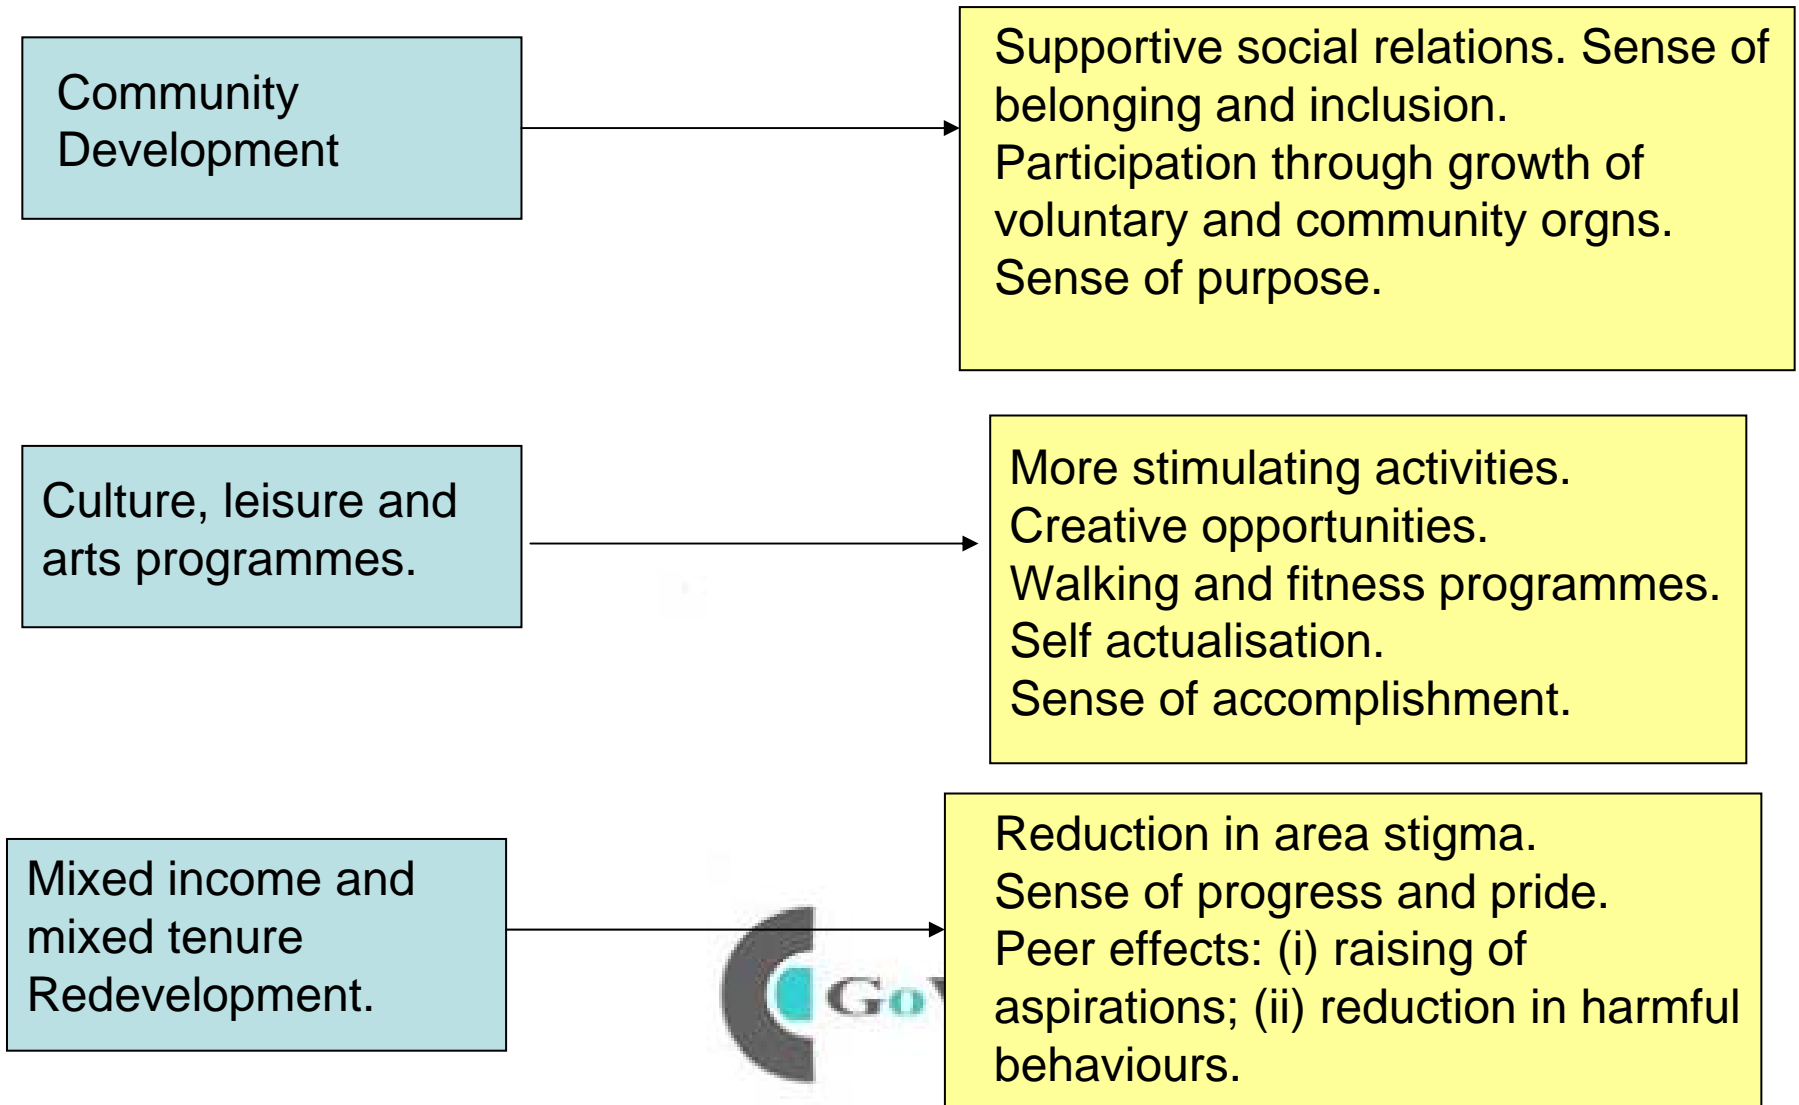 Community
Development
Supportive social relations. Sense of
belonging and inclusion.
Participation through growth of
voluntary and community orgns.
Sense of purpose.
Culture, leisure and
arts programmes.
More stimulating activities.
Creative opportunities.
Walking and fitness programmes.
Self actualisation.
Sense of accomplishment.
Mixed income and
mixed tenure
Redevelopment.
Reduction in area stigma.
Sense of progress and pride.
Peer effects: (i) raising of
aspirations; (ii) reduction in harmful
behaviours.
Go